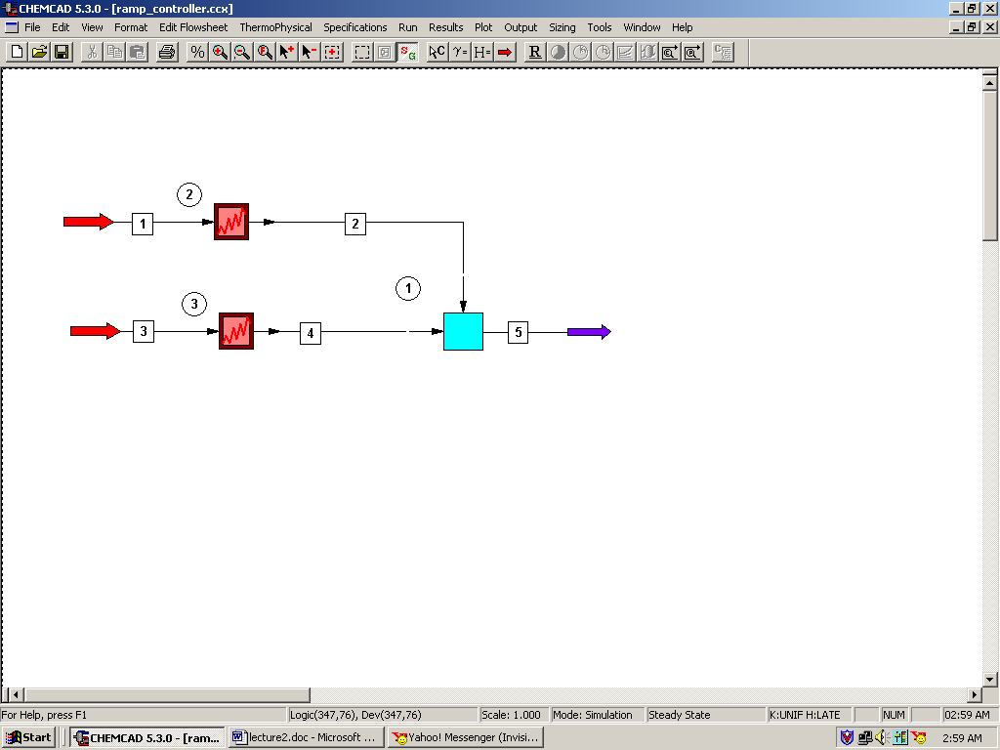 CHEMCAD 5.3.0 - [ramp_controller.ccx]
File Edit View Format Edit Flowsheet ThermoPhysical Specifications Run Results Plot Output Sizing Tools Window Help
% S G C γ= H= R
2
1
2
1
3
3
4
5
For Help, press F1 Logic(347,76), Dev(347,76) Scale: 1.000 Mode: Simulation Steady State K:UNIF H:LATE NUM 02:59 AM
Start CHEMCAD 5.3.0 - [ram... lecture2.doc - Microsoft ... Yahoo! Messenger (Invisi... 2:59 AM